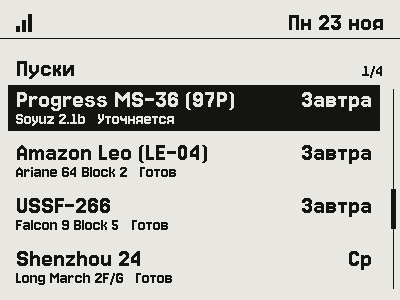 Пн 23 ноя
Пуски 1/4
Progress MS-36 (97P) Завтра
Soyuz 2.1b Уточняется
Amazon Leo (LE-04) Завтра
Ariane 64 Block 2 Готов
USSF-266 Завтра
Falcon 9 Block 5 Готов
Shenzhou 24 Ср
Long March 2F/G Готов